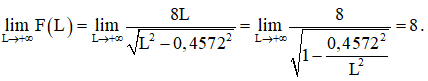 lim_{L→+∞} F(L) = lim_{L→+∞} 8L / √(L² − 0,4572²) = lim_{L→+∞} 8 / √(1 − 0,4572² / L²) = 8.